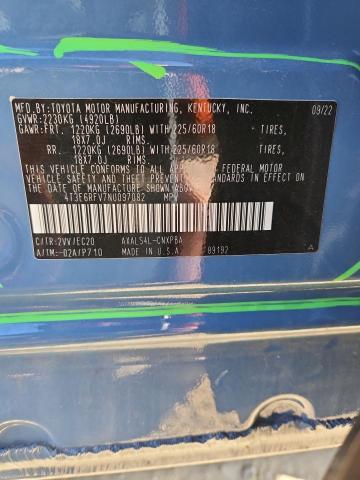 MFD.BY:TOYOTA MOTOR MANUFACTURING, KENTUCKY, INC. 09/22
GVWR:2230KG (4920LB)
GAWR:FRT. 1220KG (2690LB) WITH 225/60R18 TIRES,
18X7.0J RIMS.
RR. 1220KG (2690LB) WITH 225/60R18 TIRES,
18X7.0J RIMS.
THIS VEHICLE CONFORMS TO ALL APPLICABLE FEDERAL MOTOR
VEHICLE SAFETY AND THEFT PREVENTION STANDARDS IN EFFECT
ON THE DATE OF MANUFACTURE SHOWN ABOVE.
4T3E6RFV7NU097082 MPV
C/TR:2VV/EC20 AXAL54L-CNXPBA
A/TM:-02A/P710 MADE IN U.S.A. 89192